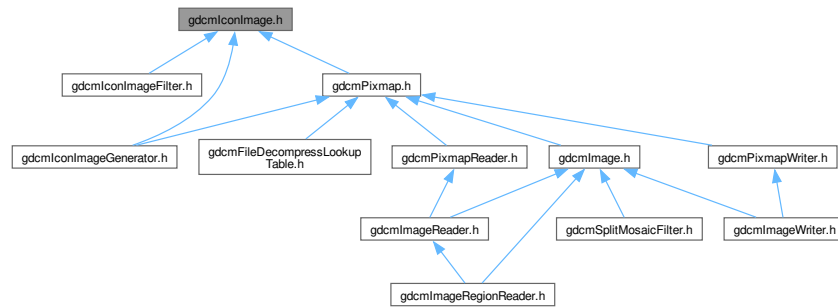 gdcmIconImage.h
gdcmIconImageFilter.h
gdcmPixmap.h
gdcmIconImageGenerator.h
gdcmFileDecompressLookup
Table.h
gdcmPixmapReader.h
gdcmImage.h
gdcmPixmapWriter.h
gdcmImageReader.h
gdcmSplitMosaicFilter.h
gdcmImageWriter.h
gdcmImageRegionReader.h